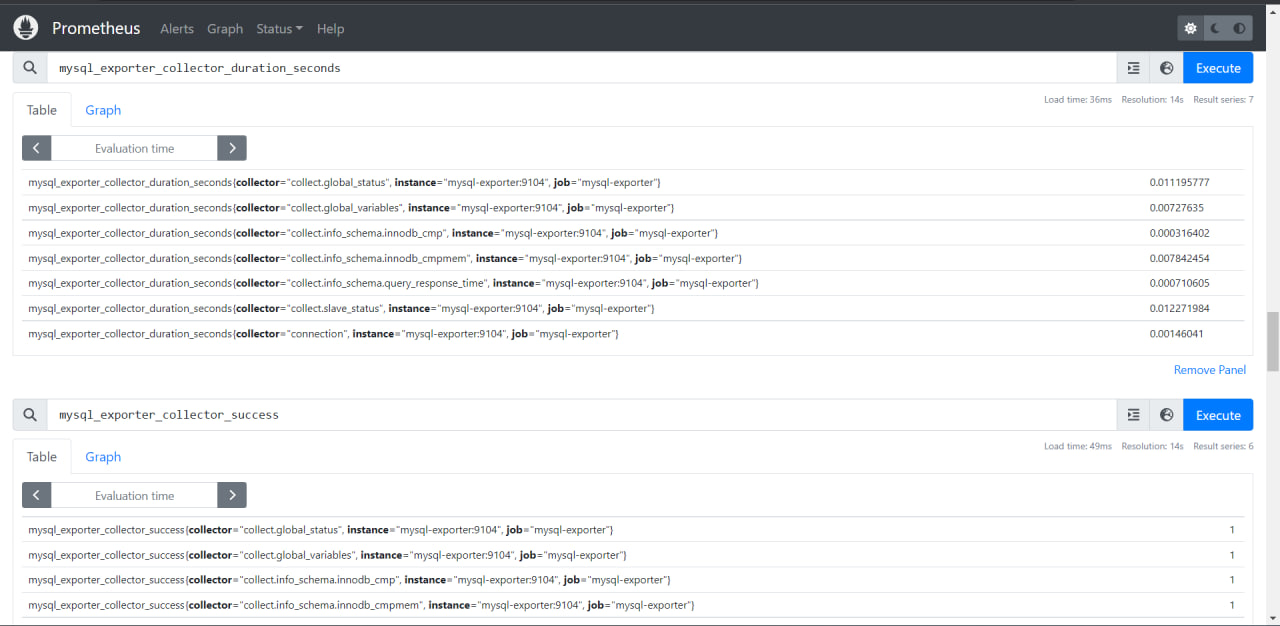 Prometheus Alerts Graph Status Help
mysql_exporter_collector_duration_seconds Execute
Table Graph Load time: 36ms Resolution: 14s Result series: 7
Evaluation time
mysql_exporter_collector_duration_seconds{collector="collect.global_status", instance="mysql-exporter:9104", job="mysql-exporter"} 0.011195777
mysql_exporter_collector_duration_seconds{collector="collect.global_variables", instance="mysql-exporter:9104", job="mysql-exporter"} 0.00727635
mysql_exporter_collector_duration_seconds{collector="collect.info_schema.innodb_cmp", instance="mysql-exporter:9104", job="mysql-exporter"} 0.000316402
mysql_exporter_collector_duration_seconds{collector="collect.info_schema.innodb_cmpmem", instance="mysql-exporter:9104", job="mysql-exporter"} 0.007842454
mysql_exporter_collector_duration_seconds{collector="collect.info_schema.query_response_time", instance="mysql-exporter:9104", job="mysql-exporter"} 0.000710605
mysql_exporter_collector_duration_seconds{collector="collect.slave_status", instance="mysql-exporter:9104", job="mysql-exporter"} 0.012271984
mysql_exporter_collector_duration_seconds{collector="connection", instance="mysql-exporter:9104", job="mysql-exporter"} 0.00146041
Remove Panel
mysql_exporter_collector_success Execute
Table Graph Load time: 49ms Resolution: 14s Result series: 6
Evaluation time
mysql_exporter_collector_success{collector="collect.global_status", instance="mysql-exporter:9104", job="mysql-exporter"} 1
mysql_exporter_collector_success{collector="collect.global_variables", instance="mysql-exporter:9104", job="mysql-exporter"} 1
mysql_exporter_collector_success{collector="collect.info_schema.innodb_cmp", instance="mysql-exporter:9104", job="mysql-exporter"} 1
mysql_exporter_collector_success{collector="collect.info_schema.innodb_cmpmem", instance="mysql-exporter:9104", job="mysql-exporter"} 1